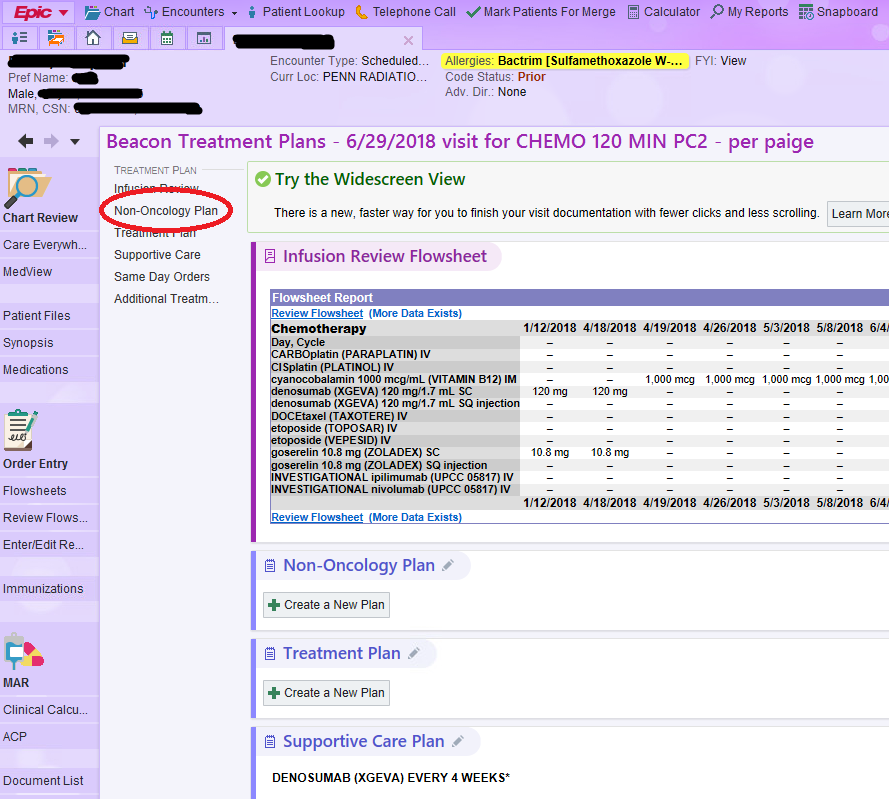 Epic Chart Encounters Patient Lookup Telephone Call Mark Patients For Merge Calculator My Reports Snapboard
Encounter Type: Scheduled… Allergies: Bactrim [Sulfamethoxazole W-… FYI: View
Pref Name: Curr Loc: PENN RADIATIO… Code Status: Prior
Male, Adv. Dir.: None
MRN, CSN:
Beacon Treatment Plans - 6/29/2018 visit for CHEMO 120 MIN PC2 - per paige
Chart Review
Care Everywh…
MedView
Patient Files
Synopsis
Medications
Order Entry
Flowsheets
Review Flows…
Enter/Edit Re…
Immunizations
MAR
Clinical Calcu…
ACP
Document List
TREATMENT PLAN
Infusion Review
Non-Oncology Plan
Treatment Plan
Supportive Care
Same Day Orders
Additional Treatm…
Try the Widescreen View
There is a new, faster way for you to finish your visit documentation with fewer clicks and less scrolling. Learn More
Infusion Review Flowsheet
Flowsheet Report
Review Flowsheet (More Data Exists)
Chemotherapy 1/12/2018 4/18/2018 4/19/2018 4/26/2018 5/3/2018 5/8/2018 6/4/
Day, Cycle – – – – – –
CARBOplatin (PARAPLATIN) IV – – – – – –
CISplatin (PLATINOL) IV – – – – – –
cyanocobalamin 1000 mcg/mL (VITAMIN B12) IM – – 1,000 mcg 1,000 mcg 1,000 mcg 1,000 mcg 1,00
denosumab (XGEVA) 120 mg/1.7 mL SC 120 mg 120 mg – – – –
denosumab (XGEVA) 120 mg/1.7 mL SQ injection – – – – – –
DOCEtaxel (TAXOTERE) IV – – – – – –
etoposide (TOPOSAR) IV – – – – – –
etoposide (VEPESID) IV – – – – – –
goserelin 10.8 mg (ZOLADEX) SC 10.8 mg 10.8 mg – – – –
goserelin 10.8 mg (ZOLADEX) SQ injection – – – – – –
INVESTIGATIONAL ipilimumab (UPCC 05817) IV – – – – – –
INVESTIGATIONAL nivolumab (UPCC 05817) IV – – – – – –
1/12/2018 4/18/2018 4/19/2018 4/26/2018 5/3/2018 5/8/2018 6/4/
Review Flowsheet (More Data Exists)
Non-Oncology Plan
Create a New Plan
Treatment Plan
Create a New Plan
Supportive Care Plan
DENOSUMAB (XGEVA) EVERY 4 WEEKS*